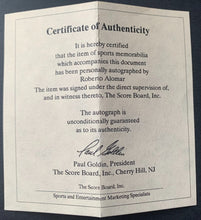 Certificate of Authenticity
It is hereby certified
that the item of sports memorabilia
which accompanies this document
has been personally autographed by
Roberto Alomar
The item was signed under the direct supervision of,
and in witness thereto, The Score Board, Inc.
The autograph is
unconditionally guaranteed
as to its authenticity.
Paul Goldin
Paul Goldin, President
The Score Board, Inc., Cherry Hill, NJ
The Score Board, Inc.
Sports and Entertainment Marketing Specialists